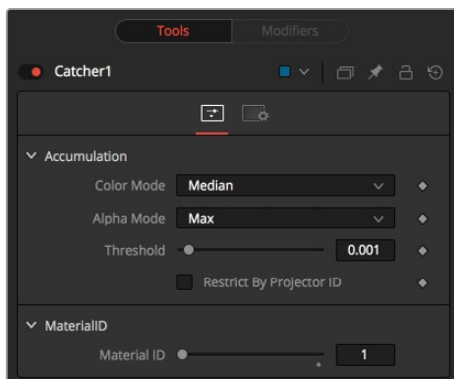 Tools Modifiers
Catcher1
Accumulation
Color Mode Median
Alpha Mode Max
Threshold 0.001
Restrict By Projector ID
MaterialID
Material ID 1